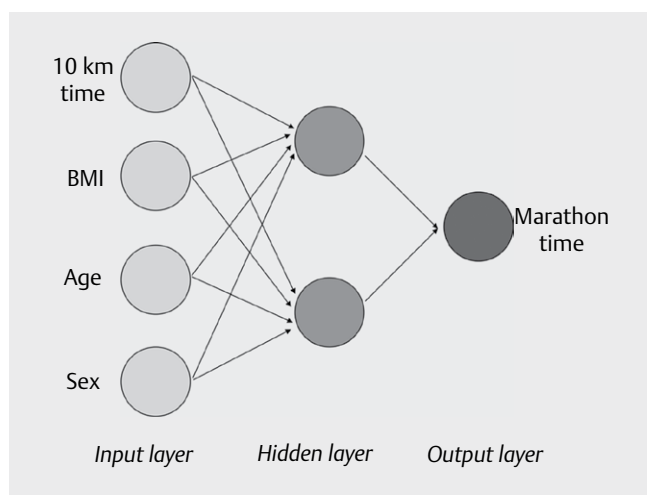 10 km
time
BMI
Age
Sex
Marathon
time
Input layer
Hidden layer
Output layer